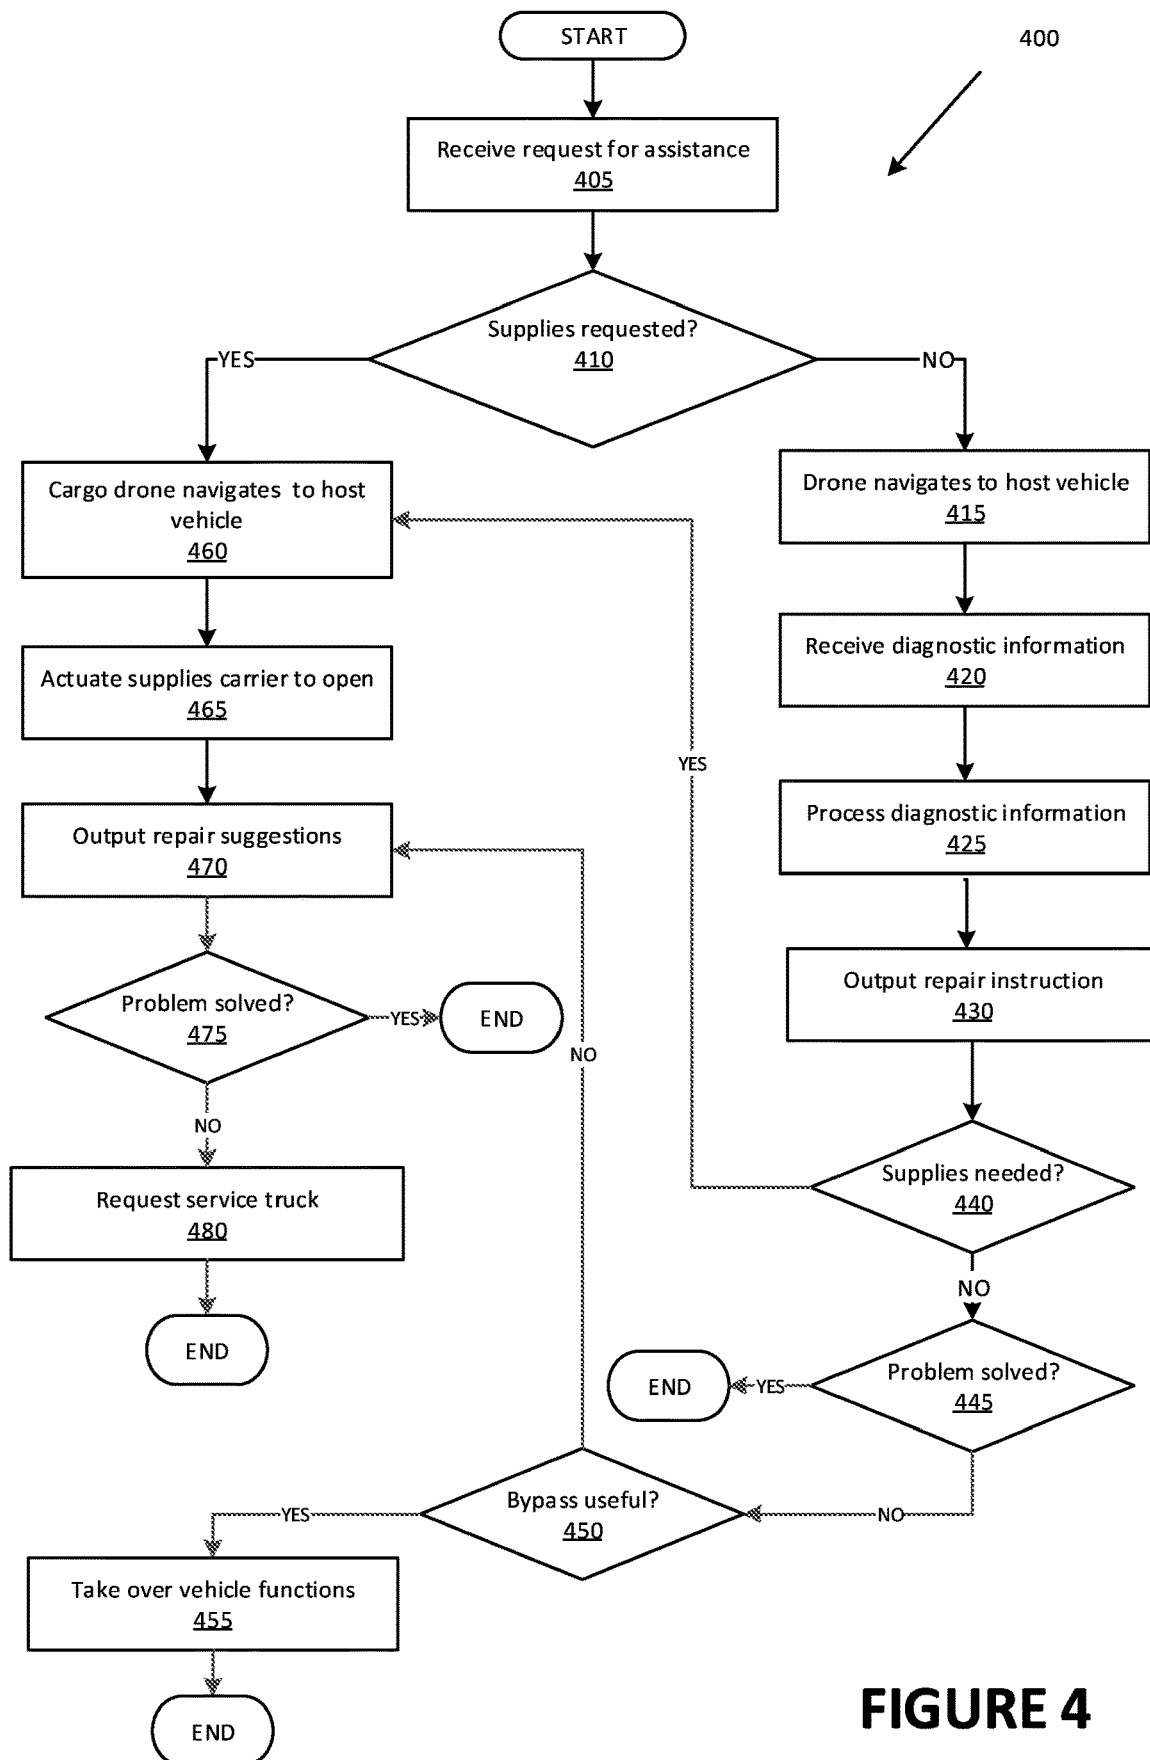 START
400
Receive request for assistance
405
Supplies requested?
410
YES
NO
Cargo drone navigates to host
vehicle
460
Drone navigates to host vehicle
415
Actuate supplies carrier to open
465
Receive diagnostic information
420
YES
Output repair suggestions
470
Process diagnostic information
425
Problem solved?
475
YES
END
NO
Output repair instruction
430
NO
Request service truck
480
Supplies needed?
440
NO
END
Problem solved?
445
YES
END
Bypass useful?
450
YES
NO
Take over vehicle functions
455
END
FIGURE 4